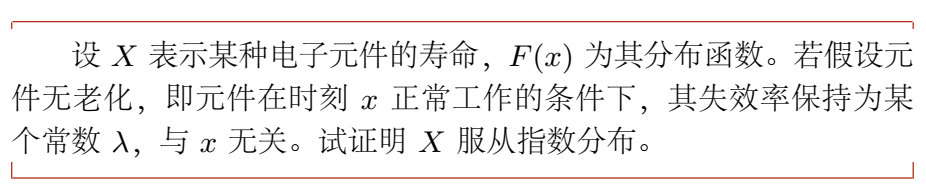 设 X 表示某种电子元件的寿命，F(x) 为其分布函数。若假设元
件无老化，即元件在时刻 x 正常工作的条件下，其失效率保持为某
个常数 λ，与 x 无关。试证明 X 服从指数分布。